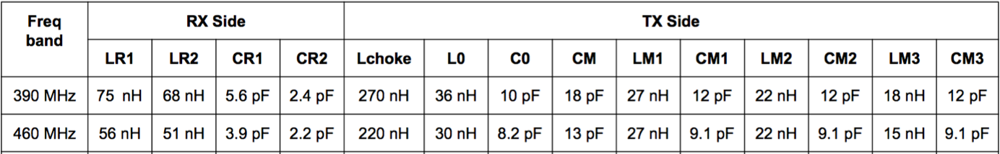 Freq band RX Side TX Side
LR1 LR2 CR1 CR2 Lchoke L0 C0 CM LM1 CM1 LM2 CM2 LM3 CM3
390 MHz 75 nH 68 nH 5.6 pF 2.4 pF 270 nH 36 nH 10 pF 18 pF 27 nH 12 pF 22 nH 12 pF 18 nH 12 pF
460 MHz 56 nH 51 nH 3.9 pF 2.2 pF 220 nH 30 nH 8.2 pF 13 pF 27 nH 9.1 pF 22 nH 9.1 pF 15 nH 9.1 pF